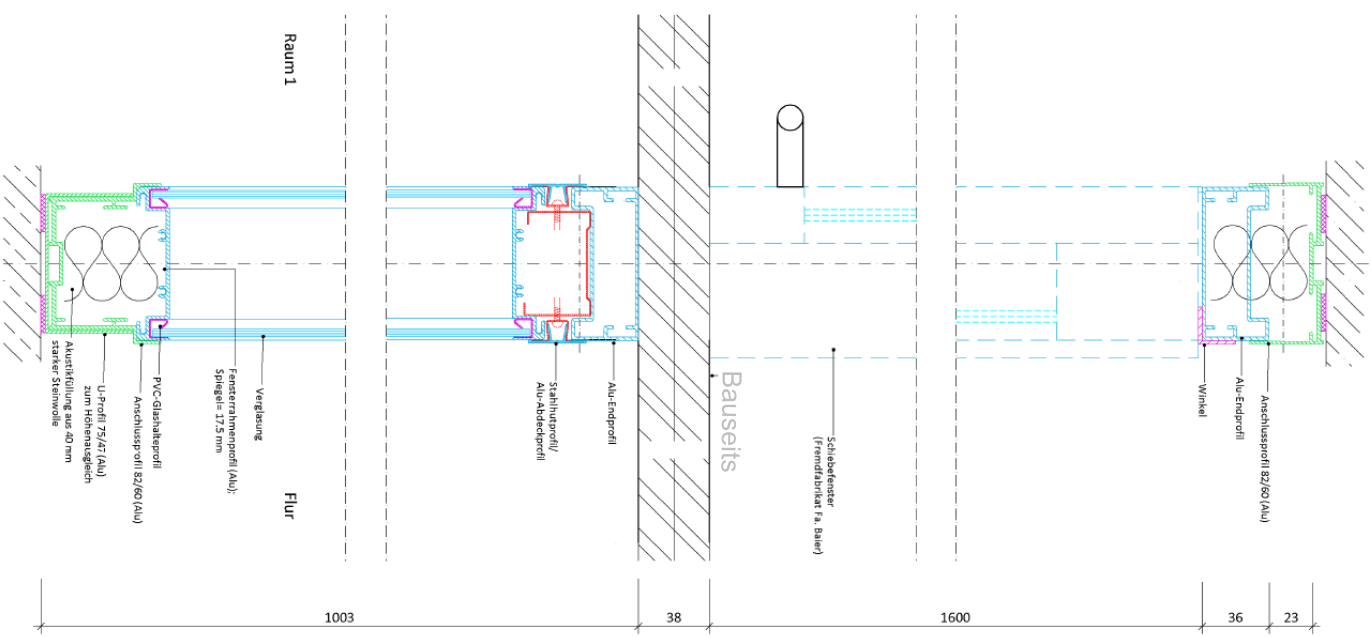 Raum 1
Flur
Akustikfüllung aus 40 mm
starker Steinwolle
U-Profil 75/47 (Alu)
zum Höhenausgleich
Anschlussprofil 82/60 (Alu)
PVC-Glashalteprofil
Fensterrahmenprofil (Alu);
Spiegel= 17.5 mm
Verglasung
Stahlhutprofil/
Alu-Abdeckprofil
Alu-Endprofil
Bauseits
Schiebefenster
(Fremdfabrikat Fa. Baier)
Winkel
Alu-Endprofil
Anschlussprofil 82/60 (Alu)
1003
38
1600
36
23